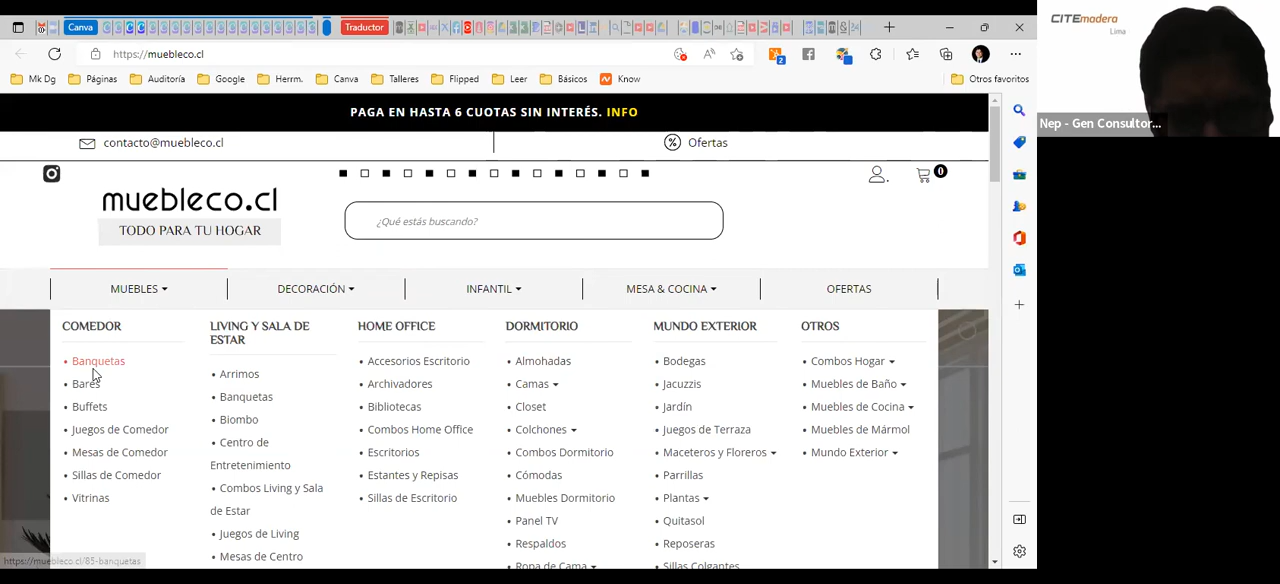 Canva
Traductor
https://muebleco.cl
Mk Dg
Páginas
Auditoría
Google
Herrm.
Canva
Talleres
Flipped
Leer
Básicos
Know
Otros favoritos
PAGA EN HASTA 6 CUOTAS SIN INTERÉS. INFO
contacto@muebleco.cl
Ofertas
muebleco.cl
TODO PARA TU HOGAR
¿Qué estás buscando?
0
MUEBLES
DECORACIÓN
INFANTIL
MESA & COCINA
OFERTAS
COMEDOR
• Banquetas
• Bares
• Buffets
• Juegos de Comedor
• Mesas de Comedor
• Sillas de Comedor
• Vitrinas
LIVING Y SALA DE
ESTAR
• Arrimos
• Banquetas
• Biombo
• Centro de
Entretenimiento
• Combos Living y Sala
de Estar
• Juegos de Living
• Mesas de Centro
HOME OFFICE
• Accesorios Escritorio
• Archivadores
• Bibliotecas
• Combos Home Office
• Escritorios
• Estantes y Repisas
• Sillas de Escritorio
DORMITORIO
• Almohadas
• Camas
• Closet
• Colchones
• Combos Dormitorio
• Cómodas
• Muebles Dormitorio
• Panel TV
• Respaldos
• Ropa de Cama
MUNDO EXTERIOR
• Bodegas
• Jacuzzis
• Jardín
• Juegos de Terraza
• Maceteros y Floreros
• Parrillas
• Plantas
• Quitasol
• Reposeras
• Sillas Colgantes
OTROS
• Combos Hogar
• Muebles de Baño
• Muebles de Cocina
• Muebles de Mármol
• Mundo Exterior
https://muebleco.cl/85-banquetas
CITEmadera
Lima
Nep - Gen Consultor...